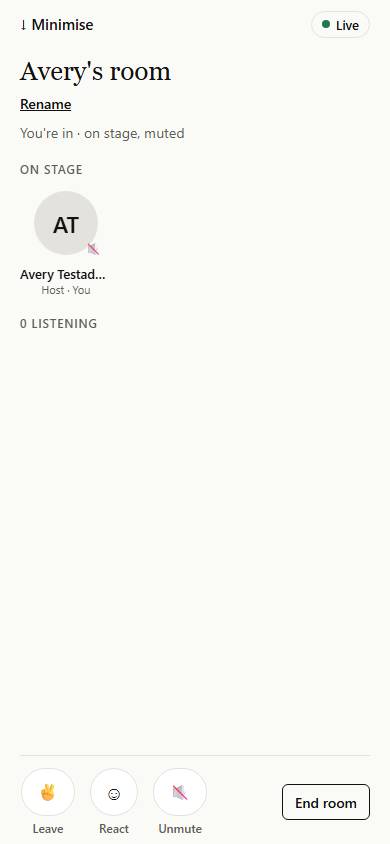 ↓ Minimise
Live
Avery's room
Rename
You're in · on stage, muted
ON STAGE
AT
Avery Testad...
Host · You
0 LISTENING
Leave
React
Unmute
End room